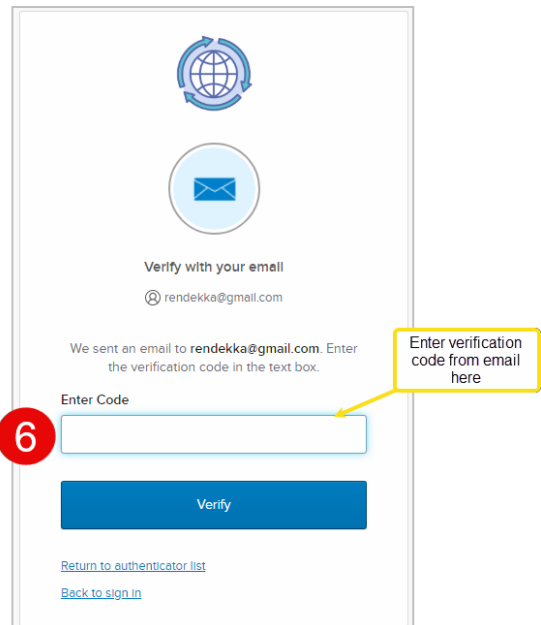 Verify with your email
rendekka@gmail.com
We sent an email to rendekka@gmail.com. Enter
the verification code in the text box.
Enter verification
code from email
here
Enter Code
6
Verify
Return to authenticator list
Back to sign in